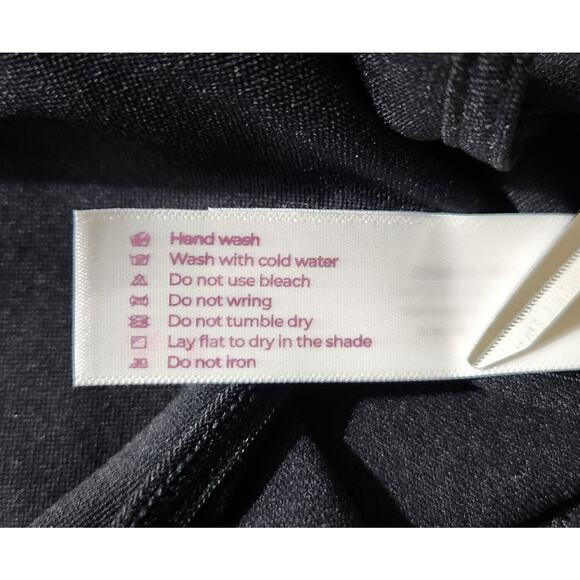 Hand wash
Wash with cold water
Do not use bleach
Do not wring
Do not tumble dry
Lay flat to dry in the shade
Do not iron